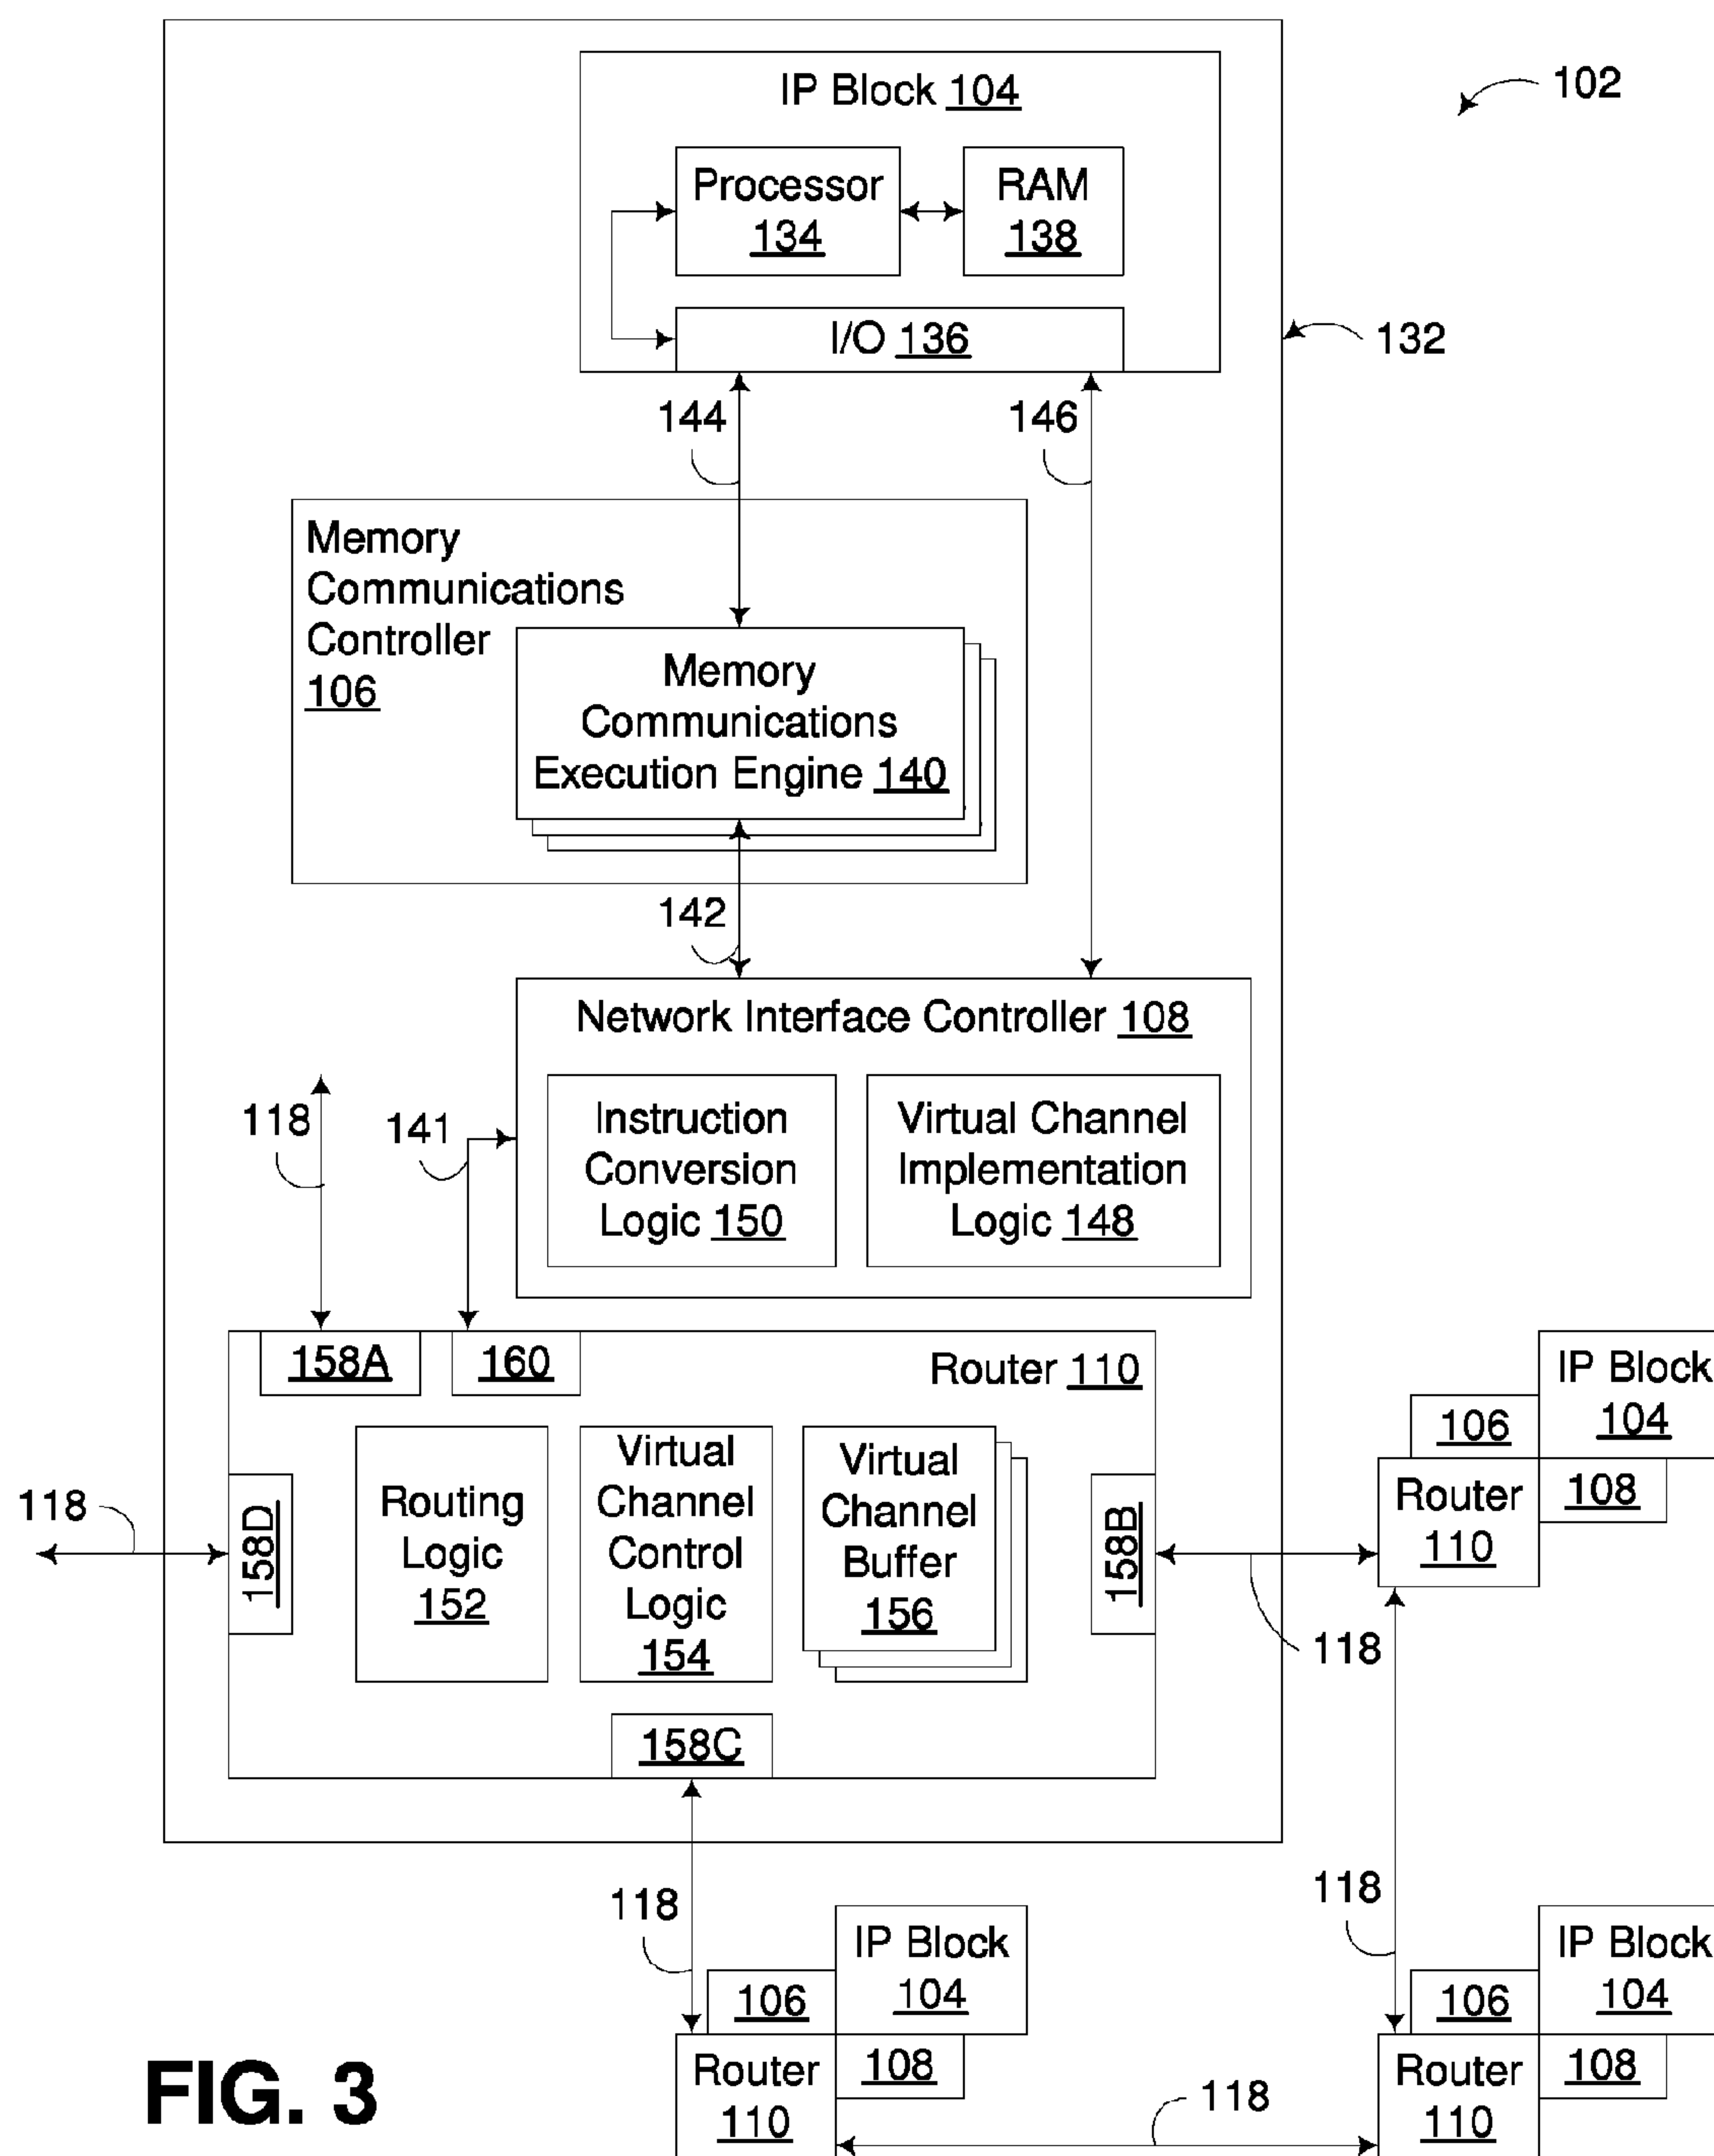 IP Block 104
102
Processor
134
RAM
138
I/O 136
132
144
146
Memory
Communications
Controller
106
Memory
Communications
Execution Engine 140
142
Network Interface Controller 108
118
141
Instruction
Conversion
Logic 150
Virtual Channel
Implementation
Logic 148
158A
160
Router 110
IP Block
104
106
Router
110
108
118
158D
Routing
Logic
152
Virtual
Channel
Control
Logic
154
Virtual
Channel
Buffer
156
158B
118
158C
118
IP Block
104
106
Router
110
108
118
118
IP Block
104
106
Router
110
108
FIG. 3